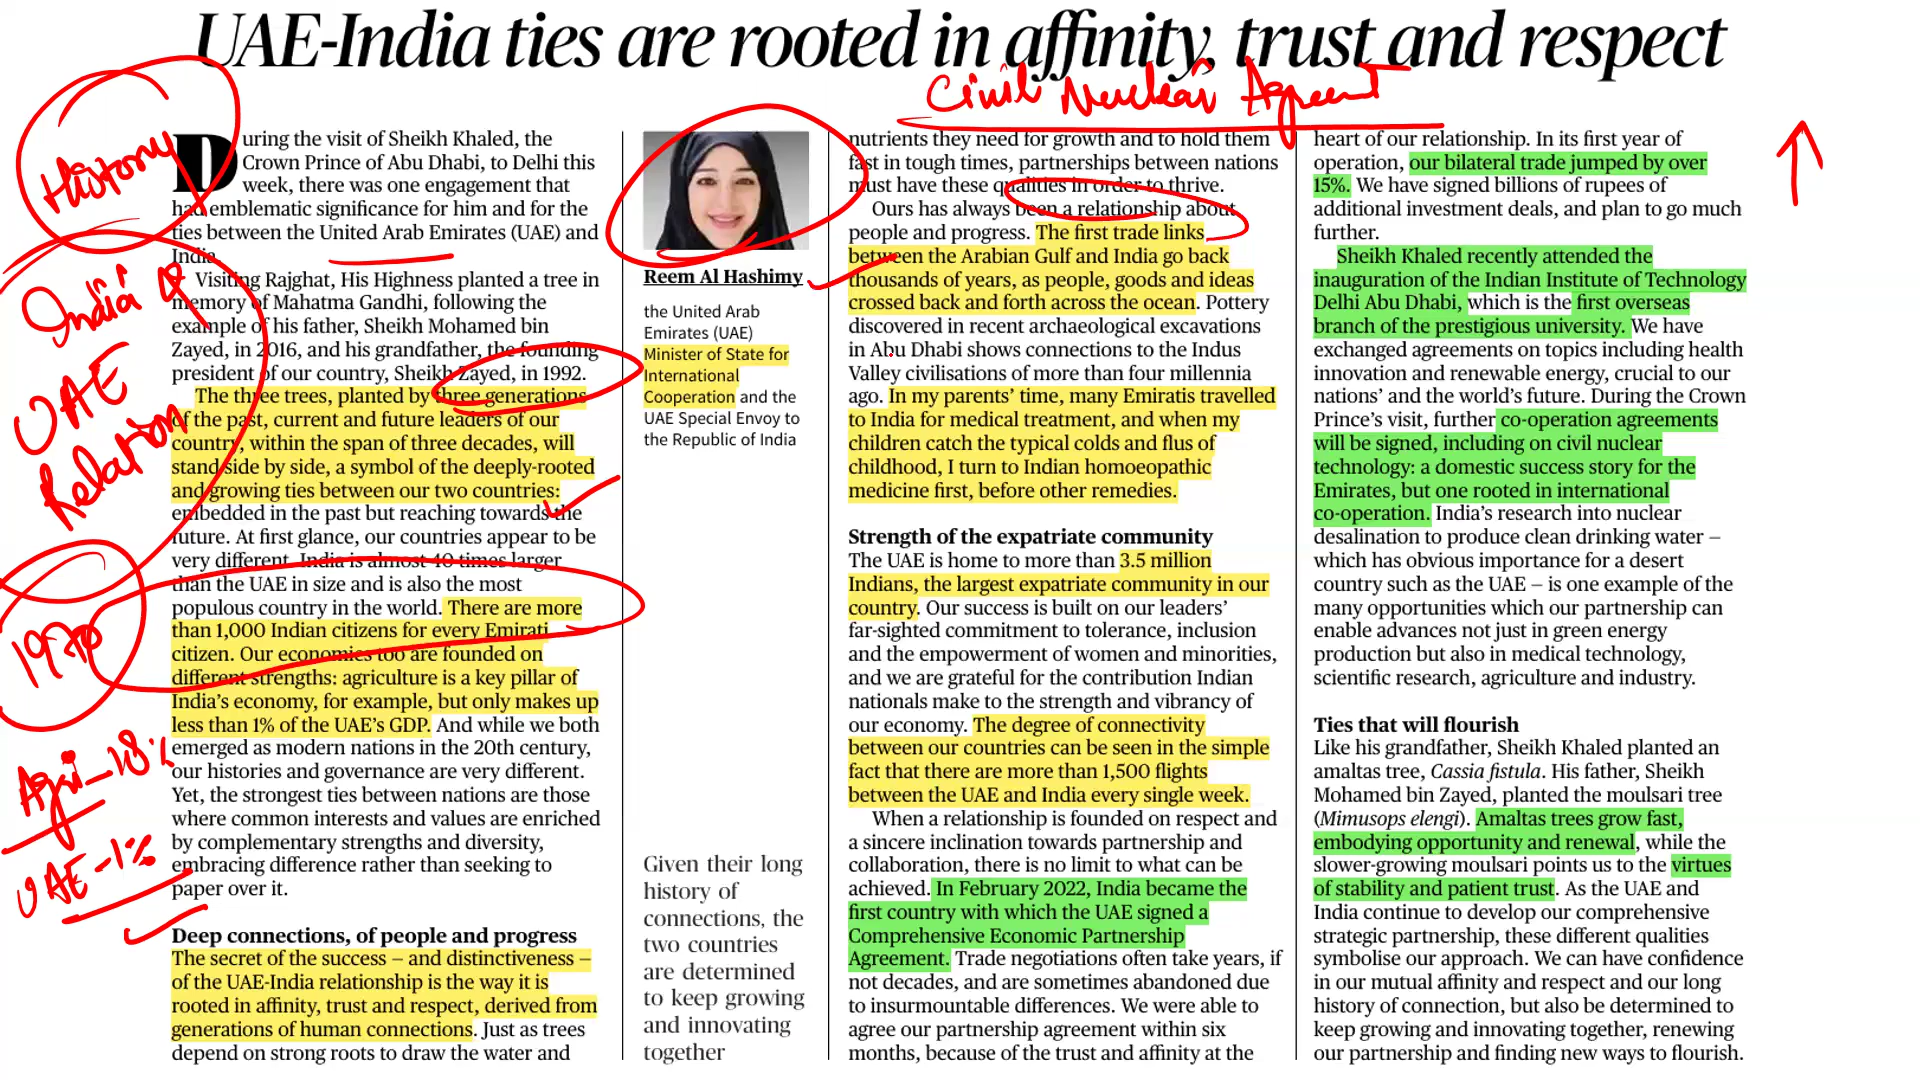 UAE-India ties are rooted in affinity, trust and respect
Civil Nuclear Agreent
History
India &
UAE
Relation
1970
Agri - 18%
UAE - 1%
During the visit of Sheikh Khaled, the
Crown Prince of Abu Dhabi, to Delhi this
week, there was one engagement that
had emblematic significance for him and for the
ties between the United Arab Emirates (UAE) and
India.
Visiting Rajghat, His Highness planted a tree in
memory of Mahatma Gandhi, following the
example of his father, Sheikh Mohamed bin
Zayed, in 2016, and his grandfather, the founding
president of our country, Sheikh Zayed, in 1992.
The three trees, planted by three generations
of the past, current and future leaders of our
country, within the span of three decades, will
stand side by side, a symbol of the deeply-rooted
and growing ties between our two countries:
embedded in the past but reaching towards the
future. At first glance, our countries appear to be
very different. India is almost 40 times larger
than the UAE in size and is also the most
populous country in the world. There are more
than 1,000 Indian citizens for every Emirati
citizen. Our economies too are founded on
different strengths: agriculture is a key pillar of
India's economy, for example, but only makes up
less than 1% of the UAE's GDP. And while we both
emerged as modern nations in the 20th century,
our histories and governance are very different.
Yet, the strongest ties between nations are those
where common interests and values are enriched
by complementary strengths and diversity,
embracing difference rather than seeking to
paper over it.
Deep connections, of people and progress
The secret of the success – and distinctiveness –
of the UAE-India relationship is the way it is
rooted in affinity, trust and respect, derived from
generations of human connections. Just as trees
depend on strong roots to draw the water and
Reem Al Hashimy
the United Arab
Emirates (UAE)
Minister of State for
International
Cooperation and the
UAE Special Envoy to
the Republic of India
Given their long
history of
connections, the
two countries
are determined
to keep growing
and innovating
together
nutrients they need for growth and to hold them
fast in tough times, partnerships between nations
must have these qualities in order to thrive.
Ours has always been a relationship about
people and progress. The first trade links
between the Arabian Gulf and India go back
thousands of years, as people, goods and ideas
crossed back and forth across the ocean. Pottery
discovered in recent archaeological excavations
in Abu Dhabi shows connections to the Indus
Valley civilisations of more than four millennia
ago. In my parents' time, many Emiratis travelled
to India for medical treatment, and when my
children catch the typical colds and flus of
childhood, I turn to Indian homoeopathic
medicine first, before other remedies.
Strength of the expatriate community
The UAE is home to more than 3.5 million
Indians, the largest expatriate community in our
country. Our success is built on our leaders'
far-sighted commitment to tolerance, inclusion
and the empowerment of women and minorities,
and we are grateful for the contribution Indian
nationals make to the strength and vibrancy of
our economy. The degree of connectivity
between our countries can be seen in the simple
fact that there are more than 1,500 flights
between the UAE and India every single week.
When a relationship is founded on respect and
a sincere inclination towards partnership and
collaboration, there is no limit to what can be
achieved. In February 2022, India became the
first country with which the UAE signed a
Comprehensive Economic Partnership
Agreement. Trade negotiations often take years, if
not decades, and are sometimes abandoned due
to insurmountable differences. We were able to
agree our partnership agreement within six
months, because of the trust and affinity at the
heart of our relationship. In its first year of
operation, our bilateral trade jumped by over
15%. We have signed billions of rupees of
additional investment deals, and plan to go much
further.
Sheikh Khaled recently attended the
inauguration of the Indian Institute of Technology
Delhi Abu Dhabi, which is the first overseas
branch of the prestigious university. We have
exchanged agreements on topics including health
innovation and renewable energy, crucial to our
nations' and the world's future. During the Crown
Prince's visit, further co-operation agreements
will be signed, including on civil nuclear
technology: a domestic success story for the
Emirates, but one rooted in international
co-operation. India's research into nuclear
desalination to produce clean drinking water –
which has obvious importance for a desert
country such as the UAE – is one example of the
many opportunities which our partnership can
enable advances not just in green energy
production but also in medical technology,
scientific research, agriculture and industry.
Ties that will flourish
Like his grandfather, Sheikh Khaled planted an
amaltas tree, Cassia fistula. His father, Sheikh
Mohamed bin Zayed, planted the moulsari tree
(Mimusops elengi). Amaltas trees grow fast,
embodying opportunity and renewal, while the
slower-growing moulsari points us to the virtues
of stability and patient trust. As the UAE and
India continue to develop our comprehensive
strategic partnership, these different qualities
symbolise our approach. We can have confidence
in our mutual affinity and respect and our long
history of connection, but also be determined to
keep growing and innovating together, renewing
our partnership and finding new ways to flourish.